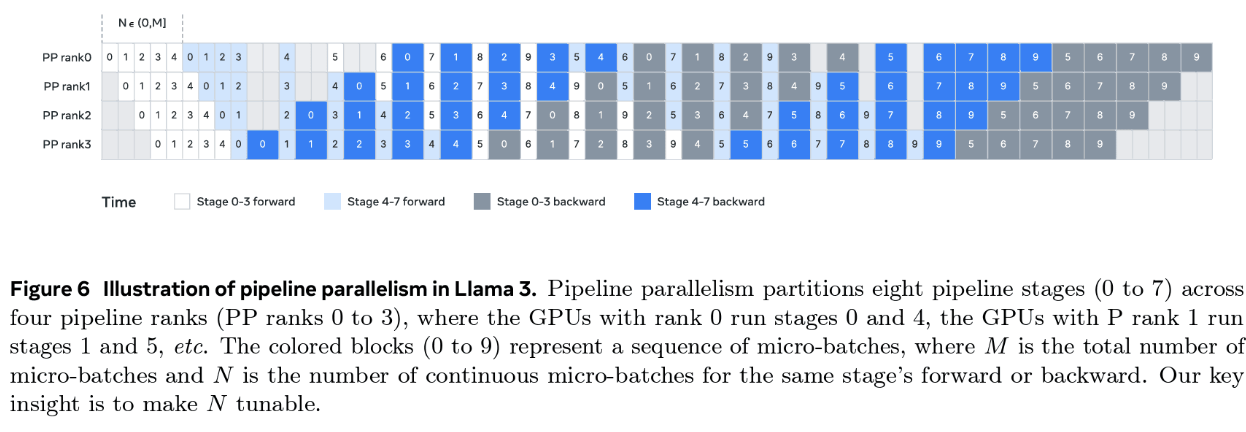 N ϵ (0,M]
PP rank0 0 1 2 3 4 0 1 2 3 4 5 6 0 7 1 8 2 9 3 5 4 6 0 7 1 8 2 9 3 4 5 6 7 8 9 5 6 7 8 9
PP rank1 0 1 2 3 4 0 1 2 3 4 0 5 1 6 2 7 3 8 4 9 0 5 1 6 2 7 3 8 4 9 5 6 7 8 9 5 6 7 8 9
PP rank2 0 1 2 3 4 0 1 2 0 3 1 4 2 5 3 6 4 7 0 8 1 9 2 5 3 6 4 7 5 8 6 9 7 8 9 5 6 7 8 9
PP rank3 0 1 2 3 4 0 0 1 1 2 2 3 3 4 4 5 0 6 1 7 2 8 3 9 4 5 5 6 6 7 7 8 8 9 9 5 6 7 8 9
Time Stage 0-3 forward Stage 4-7 forward Stage 0-3 backward Stage 4-7 backward
Figure 6 Illustration of pipeline parallelism in Llama 3. Pipeline parallelism partitions eight pipeline stages (0 to 7) across
four pipeline ranks (PP ranks 0 to 3), where the GPUs with rank 0 run stages 0 and 4, the GPUs with P rank 1 run
stages 1 and 5, etc. The colored blocks (0 to 9) represent a sequence of micro-batches, where M is the total number of
micro-batches and N is the number of continuous micro-batches for the same stage's forward or backward. Our key
insight is to make N tunable.